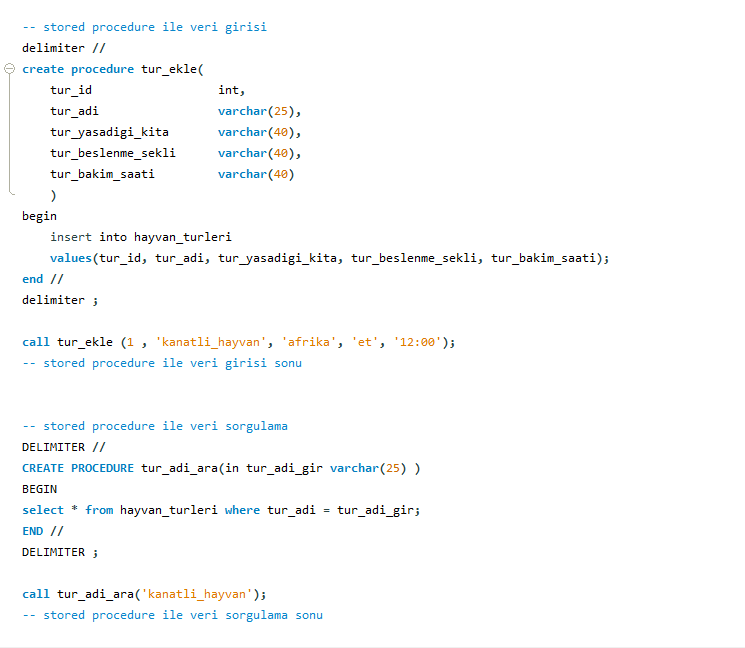 -- stored procedure ile veri girisi
delimiter //
create procedure tur_ekle(
    tur_id                  int,
    tur_adi                 varchar(25),
    tur_yasadigi_kita       varchar(40),
    tur_beslenme_sekli      varchar(40),
    tur_bakim_saati         varchar(40)
    )
begin
    insert into hayvan_turleri
    values(tur_id, tur_adi, tur_yasadigi_kita, tur_beslenme_sekli, tur_bakim_saati);
end //
delimiter ;
call tur_ekle (1 , 'kanatli_hayvan', 'afrika', 'et', '12:00');
-- stored procedure ile veri girisi sonu
-- stored procedure ile veri sorgulama
DELIMITER //
CREATE PROCEDURE tur_adi_ara(in tur_adi_gir varchar(25) )
BEGIN
select * from hayvan_turleri where tur_adi = tur_adi_gir;
END //
DELIMITER ;
call tur_adi_ara('kanatli_hayvan');
-- stored procedure ile veri sorgulama sonu